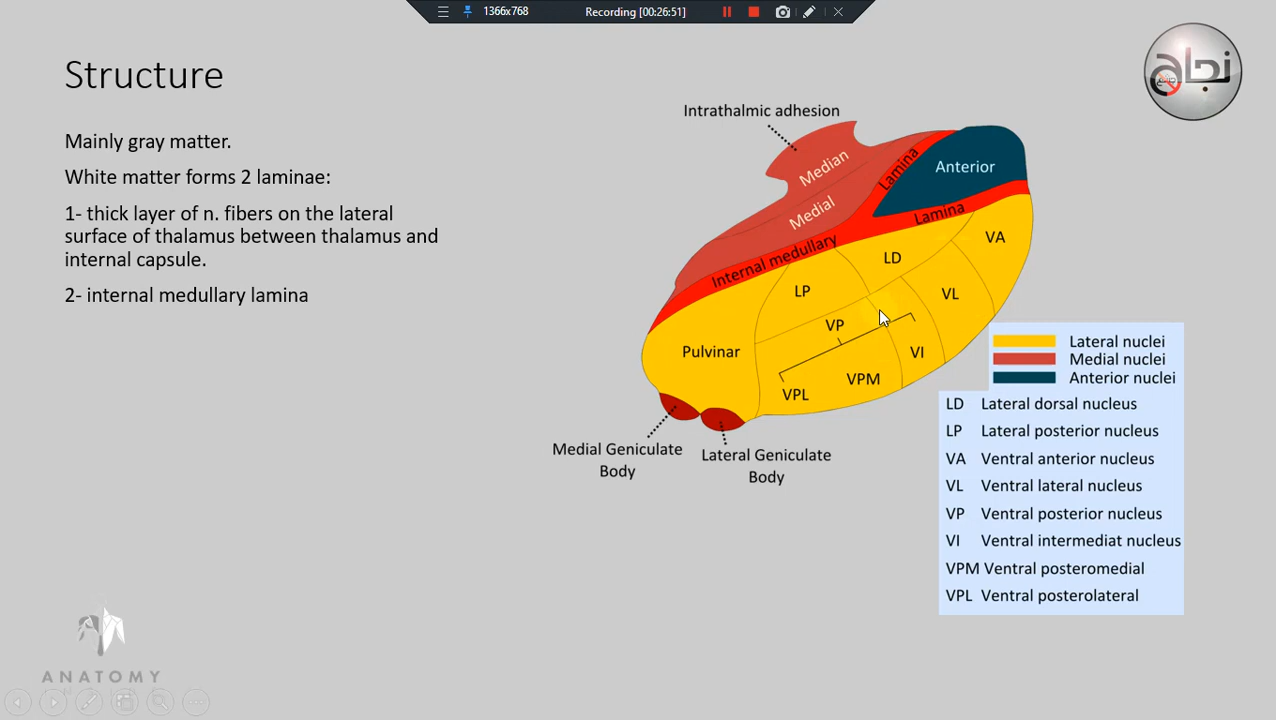 1366x768
Recording [00:26:51]
Structure
Mainly gray matter.
White matter forms 2 laminae:
1- thick layer of n. fibers on the lateral
surface of thalamus between thalamus and
internal capsule.
2- internal medullary lamina
Intrathalmic adhesion
Median
Medial
Lamina
Anterior
Internal medullary
Lamina
LD
VA
LP
VL
VP
Pulvinar
VI
VPM
VPL
Medial Geniculate
Body
Lateral Geniculate
Body
Lateral nuclei
Medial nuclei
Anterior nuclei
LD Lateral dorsal nucleus
LP Lateral posterior nucleus
VA Ventral anterior nucleus
VL Ventral lateral nucleus
VP Ventral posterior nucleus
VI Ventral intermediat nucleus
VPM Ventral posteromedial
VPL Ventral posterolateral
ANATOMY